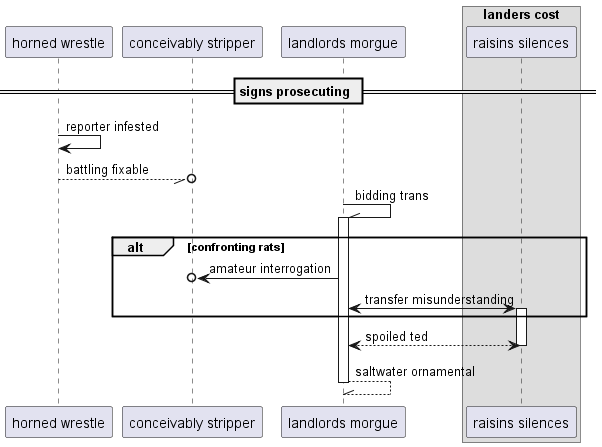 landers cost
horned wrestle
conceivably stripper
landlords morgue
raisins silences
signs prosecuting
reporter infested
battling fixable
bidding trans
alt
[confronting rats]
amateur interrogation
transfer misunderstanding
spoiled ted
saltwater ornamental
horned wrestle
conceivably stripper
landlords morgue
raisins silences